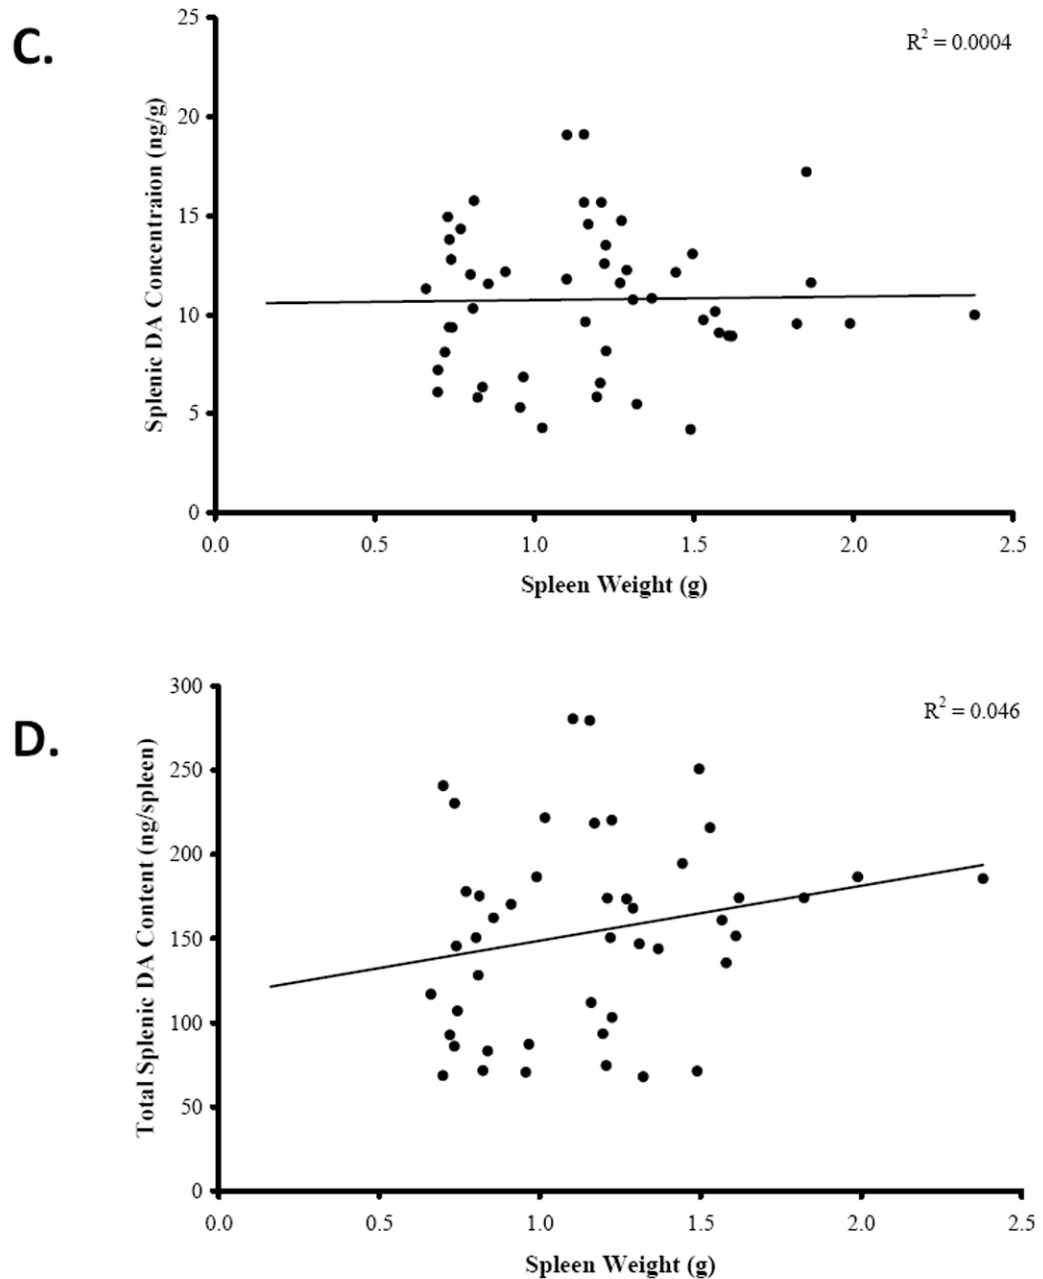 C.
R² = 0.0004
25
20
15
10
5
0
Splenic DA Concentraion (ng/g)
0.0 0.5 1.0 1.5 2.0 2.5
Spleen Weight (g)
D.
R² = 0.046
300
250
200
150
100
50
0
Total Splenic DA Content (ng/spleen)
0.0 0.5 1.0 1.5 2.0 2.5
Spleen Weight (g)